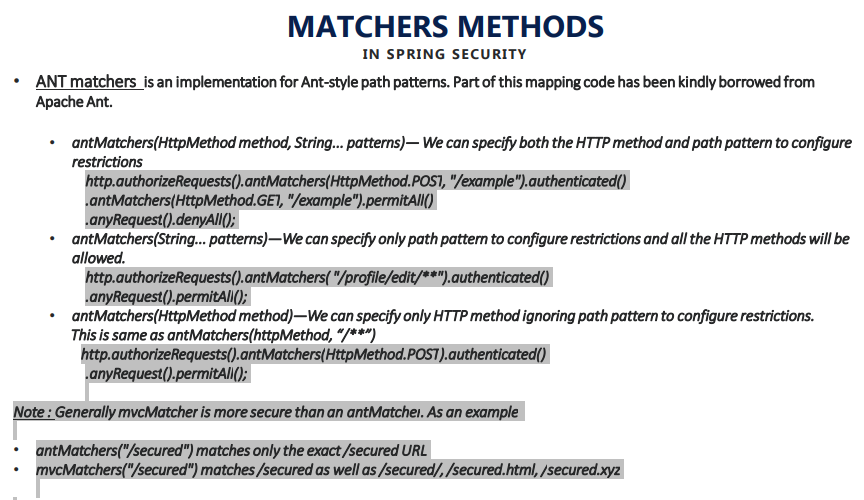 MATCHERS METHODS
IN SPRING SECURITY
• ANT matchers is an implementation for Ant-style path patterns. Part of this mapping code has been kindly borrowed from
Apache Ant.
• antMatchers(HttpMethod method, String... patterns)— We can specify both the HTTP method and path pattern to configure
restrictions
http.authorizeRequests().antMatchers(HttpMethod.POST, "/example").authenticated()
.antMatchers(HttpMethod.GET, "/example").permitAll()
.anyRequest().denyAll();
• antMatchers(String... patterns)—We can specify only path pattern to configure restrictions and all the HTTP methods will be
allowed.
http.authorizeRequests().antMatchers( "/profile/edit/**").authenticated()
.anyRequest().permitAll();
• antMatchers(HttpMethod method)—We can specify only HTTP method ignoring path pattern to configure restrictions.
This is same as antMatchers(httpMethod, “/**”)
http.authorizeRequests().antMatchers(HttpMethod.POST).authenticated()
.anyRequest().permitAll();
Note : Generally mvcMatcher is more secure than an antMatcher. As an example
• antMatchers("/secured") matches only the exact /secured URL
• mvcMatchers("/secured") matches /secured as well as /secured/, /secured.html, /secured.xyz